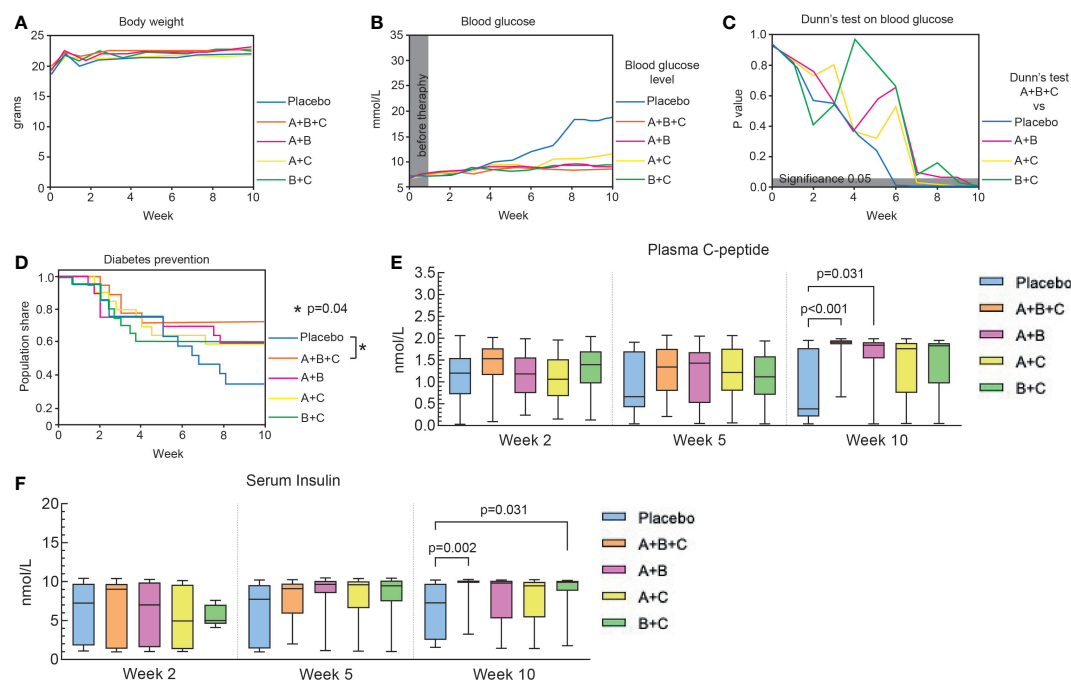 A
Body weight
grams
25
20
15
10
5
0
0 2 4 6 8 10
Week
Placebo
A+B+C
A+B
A+C
B+C
B
Blood glucose
mmol/L
30
25
20
15
10
5
before theraphy
0 2 4 6 8 10
Week
Blood glucose
level
Placebo
A+B+C
A+B
A+C
B+C
C
Dunn's test on blood glucose
P value
1.0
0.8
0.6
0.4
0.2
0.0
Significance 0.05
0 2 4 6 8 10
Week
Dunn's test
A+B+C
vs
Placebo
A+B
A+C
B+C
D
Diabetes prevention
Population share
1.0
0.8
0.6
0.4
0.2
0
0 2 4 6 8 10
Week
* p=0.04
Placebo
*
A+B+C
A+B
A+C
B+C
E
Plasma C-peptide
nmol/L
3.5
3.0
2.5
2.0
1.5
1.0
0.5
0.0
p=0.031
p<0.001
Week 2 Week 5 Week 10
Placebo
A+B+C
A+B
A+C
B+C
F
Serum Insulin
nmol/L
20
15
10
5
0
p=0.031
p=0.002
Week 2 Week 5 Week 10
Placebo
A+B+C
A+B
A+C
B+C